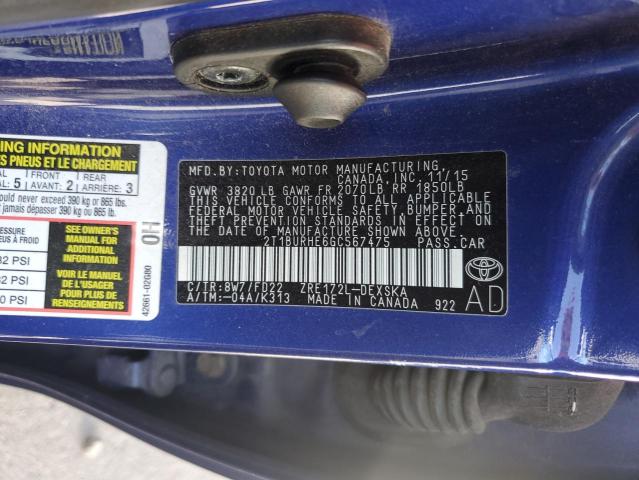 ING INFORMATION
ES PNEUS ET LE CHARGEMENT
FRONT REAR
: 5 AVANT: 2 ARRIÈRE: 3
ould never exceed 390 kg or 865 lbs.
t jamais dépasser 390 kg ou 865 lb.
S À FROID
32 PSI
32 PSI
0 PSI
SEE OWNER'S
MANUAL FOR
ADDITIONAL
INFORMATION
VOIR LE MANUEL
DE L'USAGER
POUR PLUS DE
RENSEIGNEMENTS
OH
42661-02G80
MFD.BY:TOYOTA MOTOR MANUFACTURING
CANADA, INC. 11/15
GVWR 3820 LB GAWR FR 2070LB RR 1850LB
THIS VEHICLE CONFORMS TO ALL APPLICABLE
FEDERAL MOTOR VEHICLE SAFETY, BUMPER,
AND THEFT PREVENTION STANDARDS IN EFFECT ON
THE DATE OF MANUFACTURE SHOWN ABOVE.
2T1BURHE6GC567475 PASS.CAR
C/TR:8W7/FD22 ZRE172L-DEXSKA
A/TM:-04A/K313 MADE IN CANADA 922
TOYOTA
AD